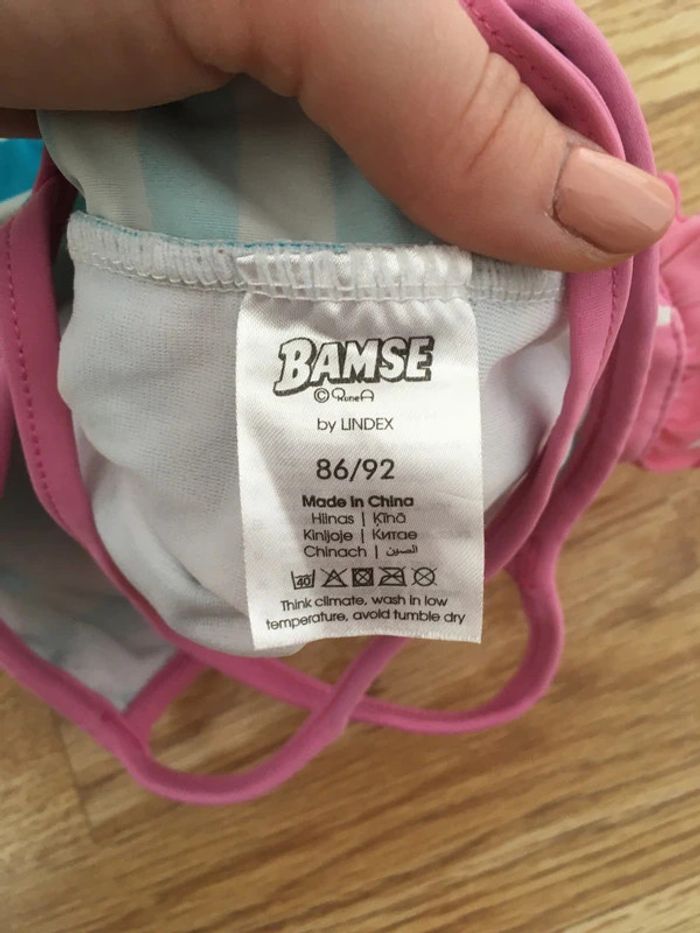 BAMSE
© RuneA
by LINDEX
86/92
Made in China
Hiinas | Ķīnā
Kinijoje | Китае
Chinach | الصين
40
Think climate, wash in low
temperature, avoid tumble dry